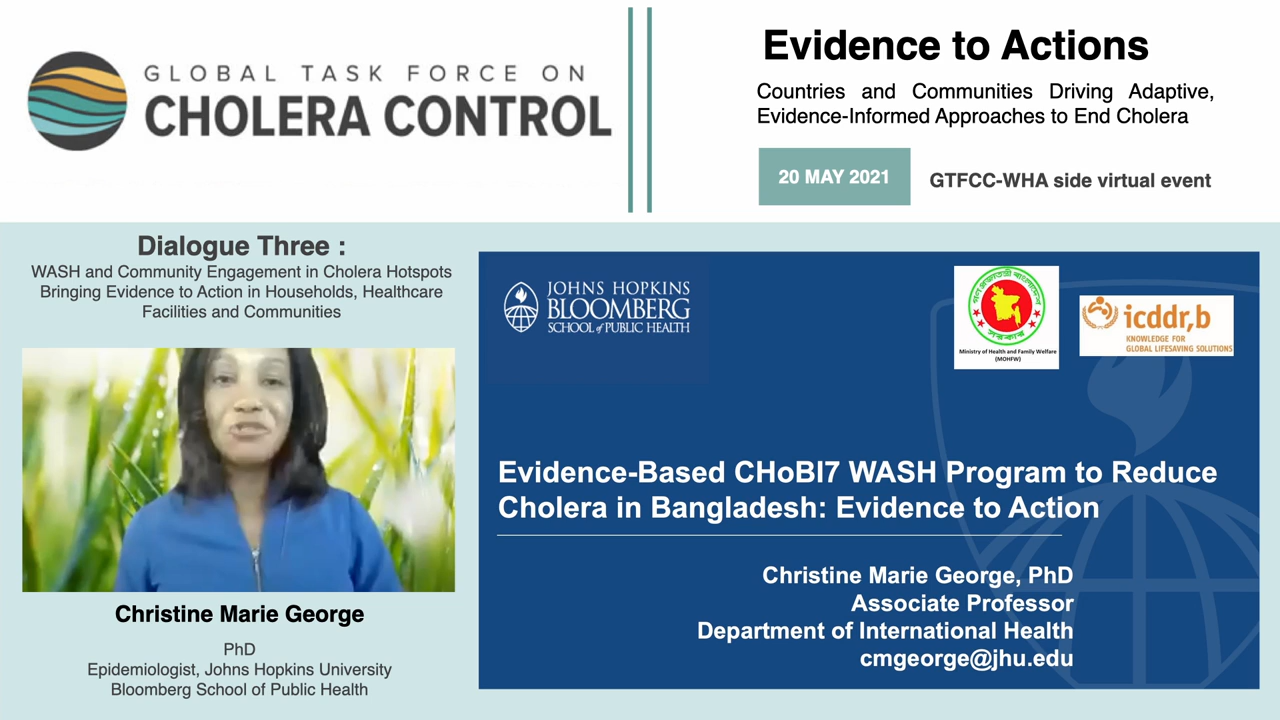 GLOBAL TASK FORCE ON
CHOLERA CONTROL
Evidence to Actions
Countries and Communities Driving Adaptive,
Evidence-Informed Approaches to End Cholera
20 MAY 2021
GTFCC-WHA side virtual event
Dialogue Three :
WASH and Community Engagement in Cholera Hotspots
Bringing Evidence to Action in Households, Healthcare
Facilities and Communities
Christine Marie George
PhD
Epidemiologist, Johns Hopkins University
Bloomberg School of Public Health
JOHNS HOPKINS
BLOOMBERG
SCHOOL of PUBLIC HEALTH
গণপ্রজাতন্ত্রী বাংলাদেশ
সরকার
Ministry of Health and Family Welfare
(MOHFW)
icddr,b
KNOWLEDGE FOR
GLOBAL LIFESAVING SOLUTIONS
Evidence-Based CHoBI7 WASH Program to Reduce
Cholera in Bangladesh: Evidence to Action
Christine Marie George, PhD
Associate Professor
Department of International Health
cmgeorge@jhu.edu